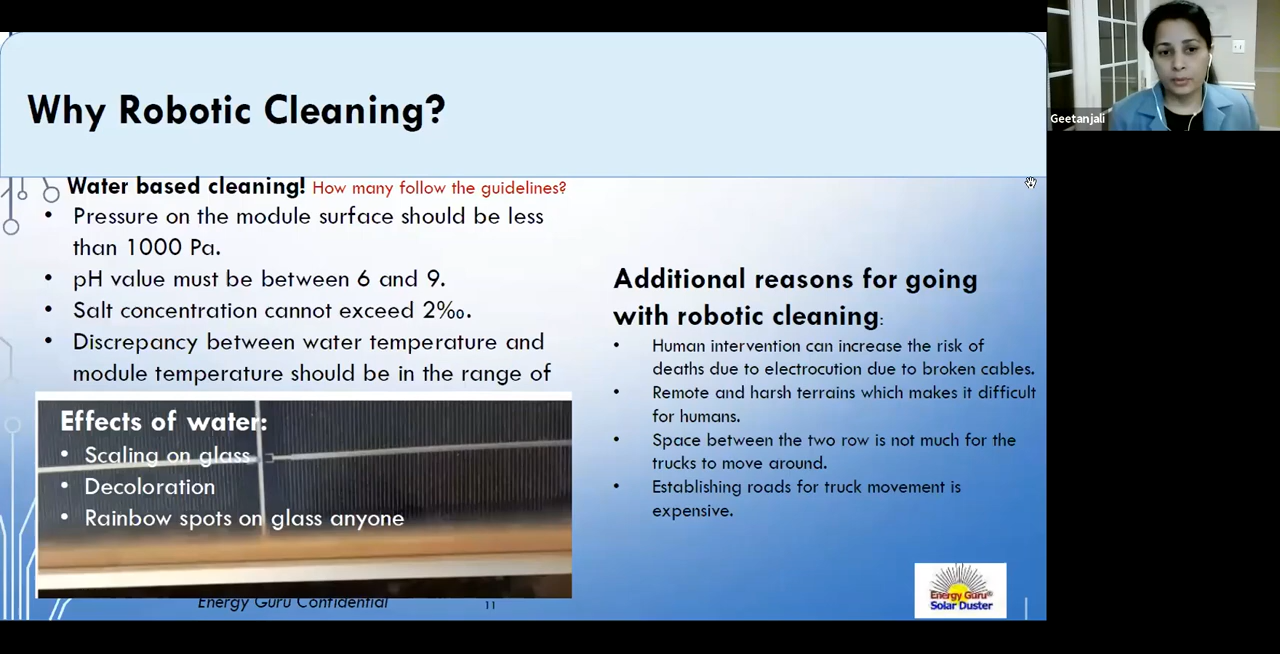 Why Robotic Cleaning?
Water based cleaning! How many follow the guidelines?
• Pressure on the module surface should be less
than 1000 Pa.
• pH value must be between 6 and 9.
• Salt concentration cannot exceed 2‰.
• Discrepancy between water temperature and
module temperature should be in the range of
Effects of water:
• Scaling on glass
• Decoloration
• Rainbow spots on glass anyone
Additional reasons for going
with robotic cleaning:
• Human intervention can increase the risk of
deaths due to electrocution due to broken cables.
• Remote and harsh terrains which makes it difficult
for humans.
• Space between the two row is not much for the
trucks to move around.
• Establishing roads for truck movement is
expensive.
Energy Guru Confidential
11
Energy Guru®
Solar Duster
Geetanjali